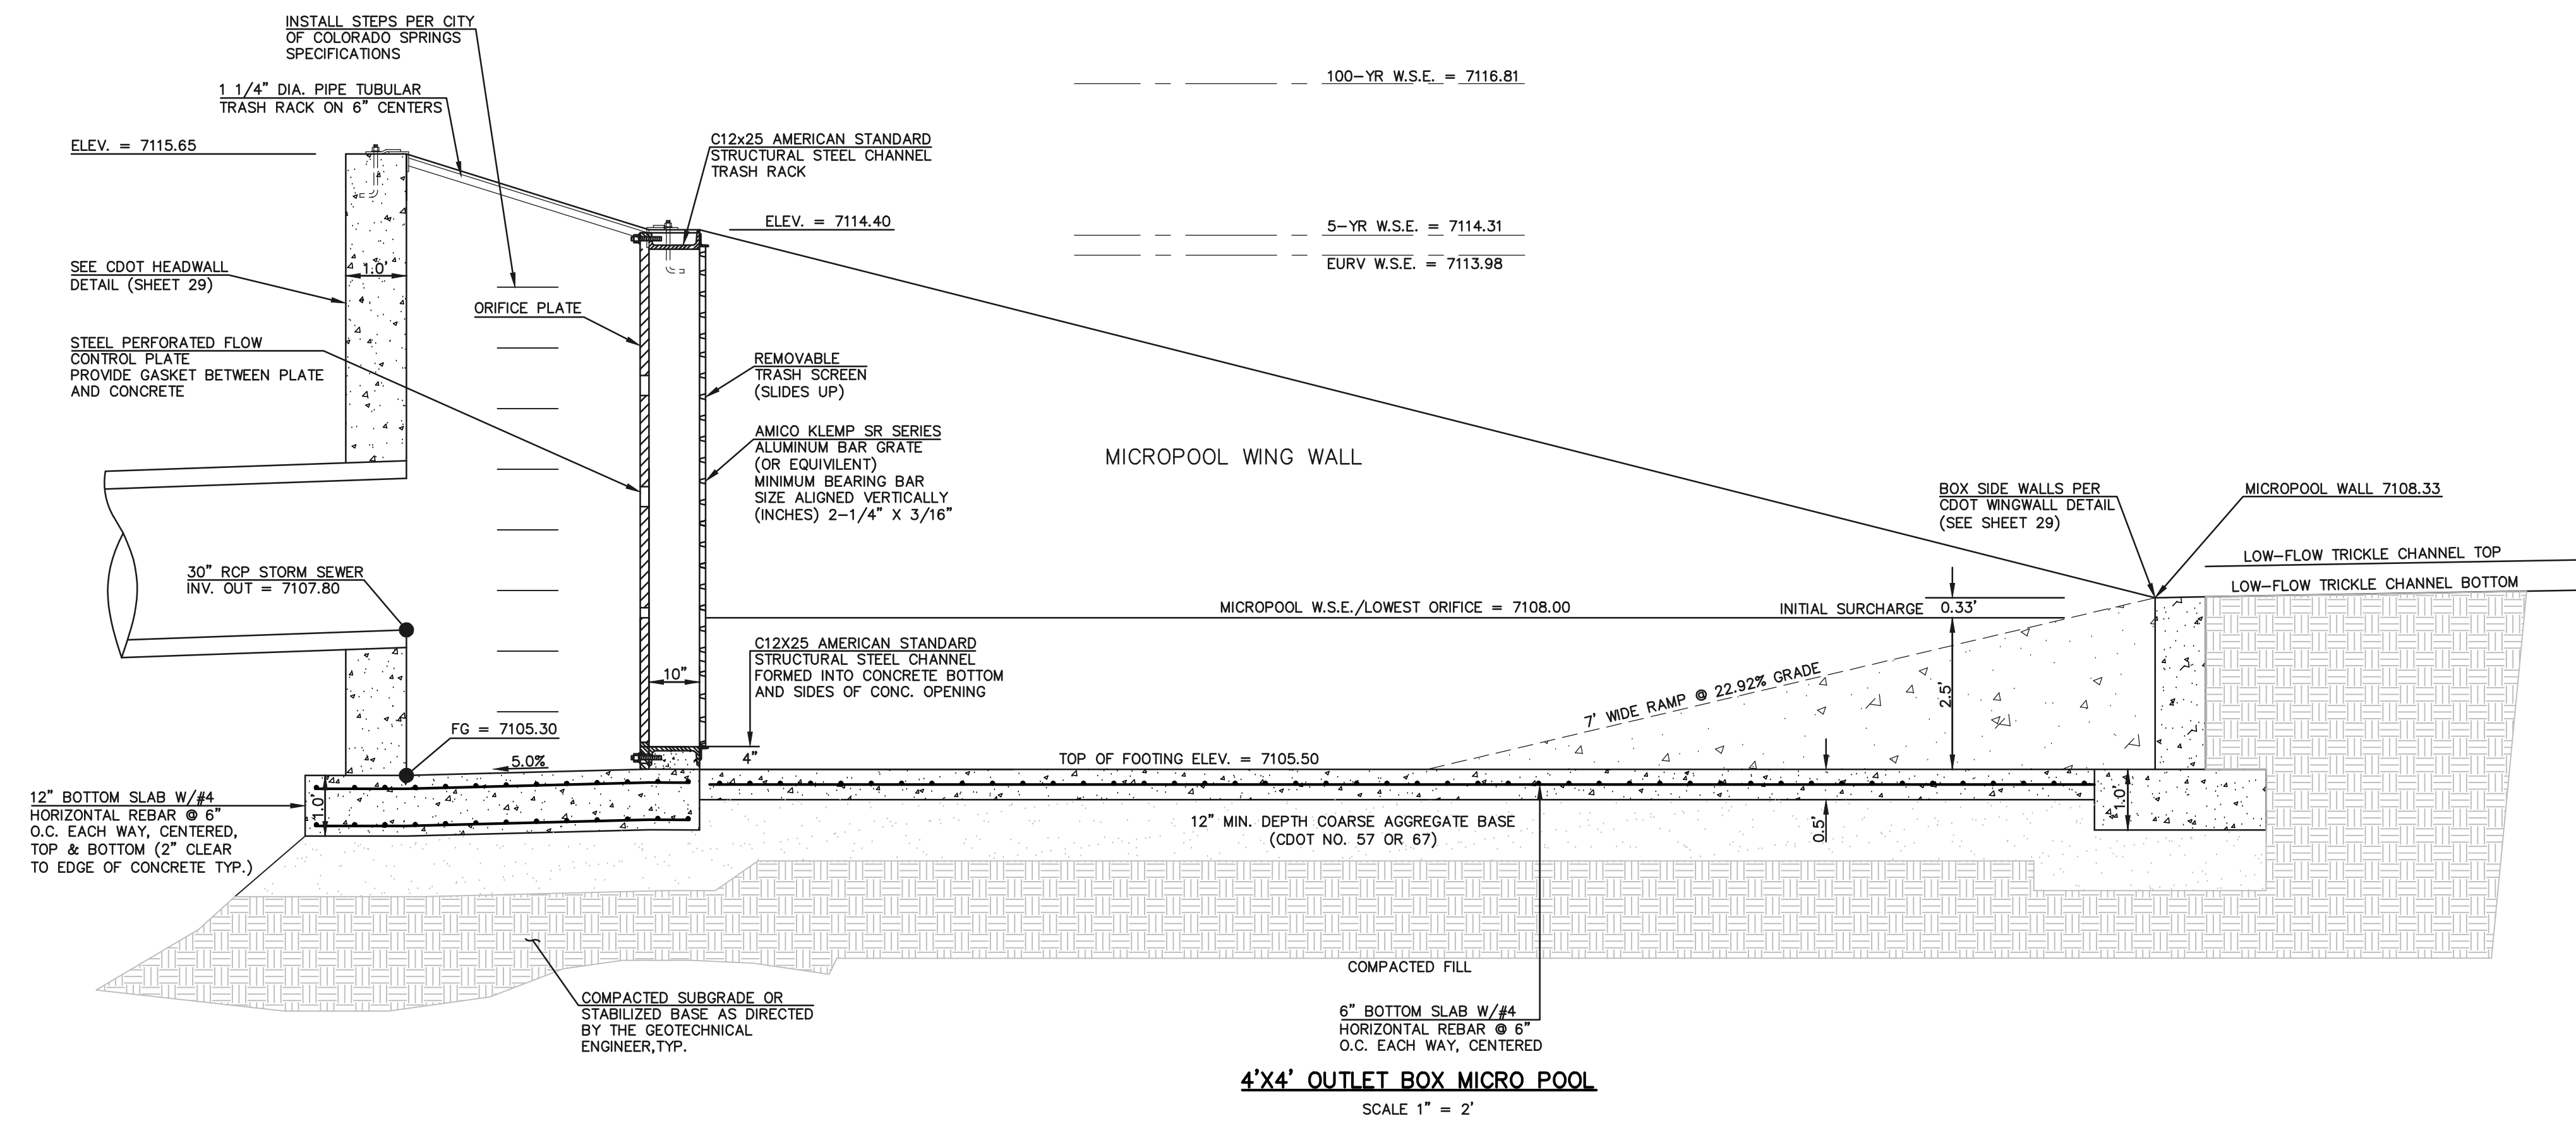 INSTALL STEPS PER CITY
OF COLORADO SPRINGS
SPECIFICATIONS
1 1/4" DIA. PIPE TUBULAR
TRASH RACK ON 6" CENTERS
ELEV. = 7115.65
C12x25 AMERICAN STANDARD
STRUCTURAL STEEL CHANNEL
TRASH RACK
100-YR W.S.E. = 7116.81
ELEV. = 7114.40
5-YR W.S.E. = 7114.31
EURV W.S.E. = 7113.98
SEE CDOT HEADWALL
DETAIL (SHEET 29)
1.0'
ORIFICE PLATE
STEEL PERFORATED FLOW
CONTROL PLATE
PROVIDE GASKET BETWEEN PLATE
AND CONCRETE
REMOVABLE
TRASH SCREEN
(SLIDES UP)
AMICO KLEMP SR SERIES
ALUMINUM BAR GRATE
(OR EQUIVILENT)
MINIMUM BEARING BAR
SIZE ALIGNED VERTICALLY
(INCHES) 2-1/4" X 3/16"
MICROPOOL WING WALL
BOX SIDE WALLS PER
CDOT WINGWALL DETAIL
(SEE SHEET 29)
MICROPOOL WALL 7108.33
LOW-FLOW TRICKLE CHANNEL TOP
LOW-FLOW TRICKLE CHANNEL BOTTOM
30" RCP STORM SEWER
INV. OUT = 7107.80
MICROPOOL W.S.E./LOWEST ORIFICE = 7108.00
INITIAL SURCHARGE
0.33'
C12X25 AMERICAN STANDARD
STRUCTURAL STEEL CHANNEL
FORMED INTO CONCRETE BOTTOM
AND SIDES OF CONC. OPENING
10"
7' WIDE RAMP @ 22.92% GRADE
2.5'
FG = 7105.30
5.0%
4"
TOP OF FOOTING ELEV. = 7105.50
12" BOTTOM SLAB W/#4
HORIZONTAL REBAR @ 6"
O.C. EACH WAY, CENTERED,
TOP & BOTTOM (2" CLEAR
TO EDGE OF CONCRETE TYP.)
1.0'
12" MIN. DEPTH COARSE AGGREGATE BASE
(CDOT NO. 57 OR 67)
0.5'
1.0'
COMPACTED FILL
COMPACTED SUBGRADE OR
STABILIZED BASE AS DIRECTED
BY THE GEOTECHNICAL
ENGINEER,TYP.
6" BOTTOM SLAB W/#4
HORIZONTAL REBAR @ 6"
O.C. EACH WAY, CENTERED
4'X4' OUTLET BOX MICRO POOL
SCALE 1" = 2'